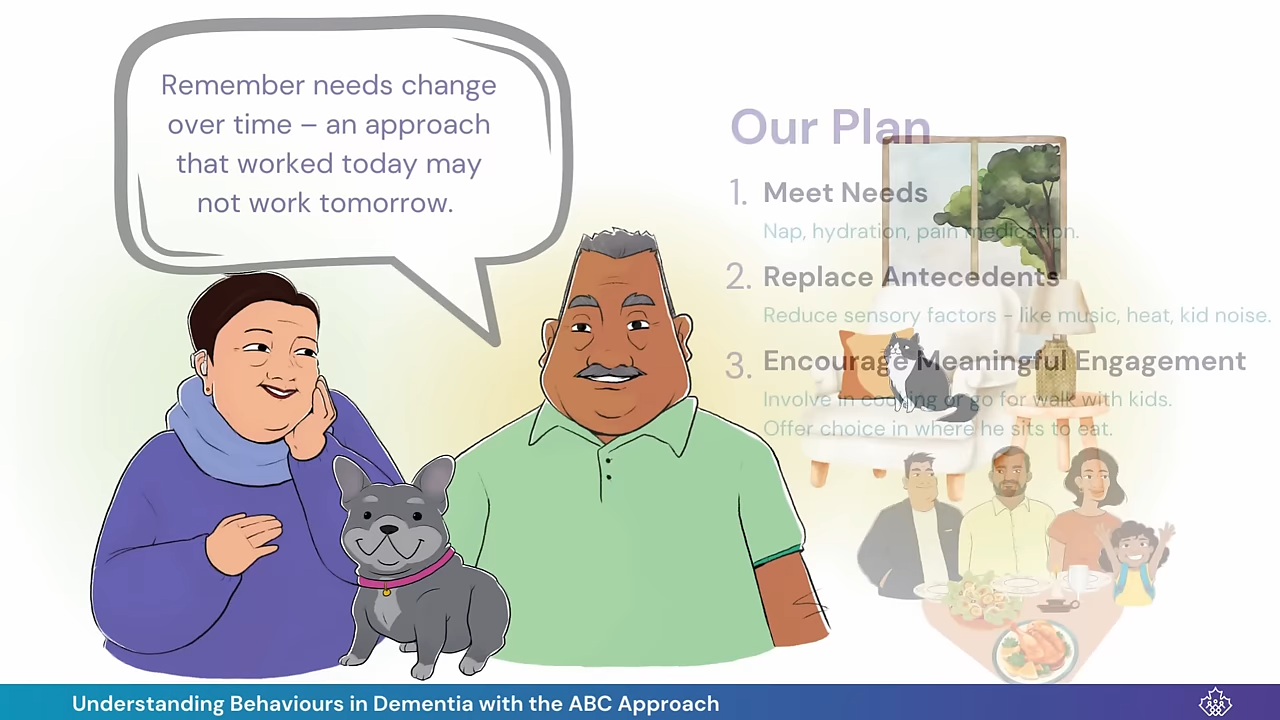 Remember needs change
over time – an approach
that worked today may
not work tomorrow.
Our Plan
1. Meet Needs
Nap, hydration, pain medication.
2. Replace Antecedents
Reduce sensory factors - like music, heat, kid noise.
3. Encourage Meaningful Engagement
Involve in cooking or go for walk with kids.
Offer choice in where he sits to eat.
Understanding Behaviours in Dementia with the ABC Approach